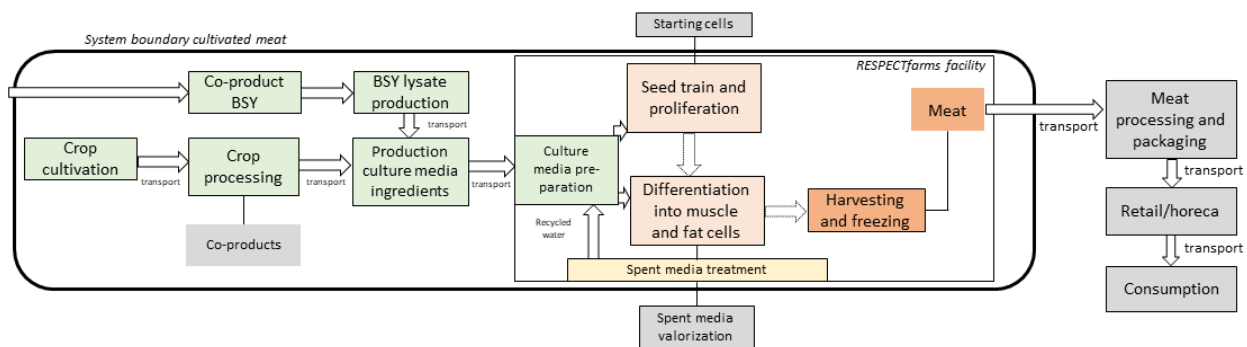 Starting cells
System boundary cultivated meat
RESPECTfarms facility
Co-product
BSY
BSY lysate
production
transport
Seed train and
proliferation
Meat
transport
Meat
processing and
packaging
transport
Crop
cultivation
transport
Crop
processing
transport
Production
culture media
ingredients
transport
Culture
media pre-
paration
Differentiation
into muscle
and fat cells
Harvesting
and freezing
Retail/horeca
transport
Recycled
water
Co-products
Spent media treatment
Consumption
Spent media
valorization